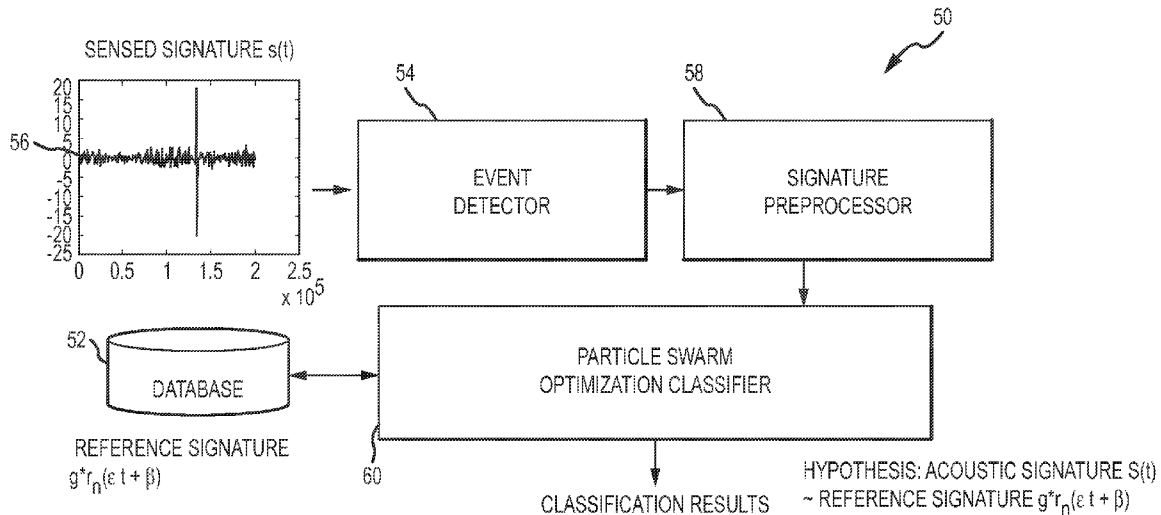 50
SENSED SIGNATURE s(t)
54
58
20
15
10
5
0
-5
-10
-15
-20
-25
56
0 0.5 1 1.5 2 2.5
x 10^5
EVENT
DETECTOR
SIGNATURE
PREPROCESSOR
52
DATABASE
PARTICLE SWARM
OPTIMIZATION CLASSIFIER
REFERENCE SIGNATURE
g*r_n(ε t + β)
60
CLASSIFICATION RESULTS
HYPOTHESIS: ACOUSTIC SIGNATURE S(t)
~ REFERENCE SIGNATURE g*r_n(ε t + β)